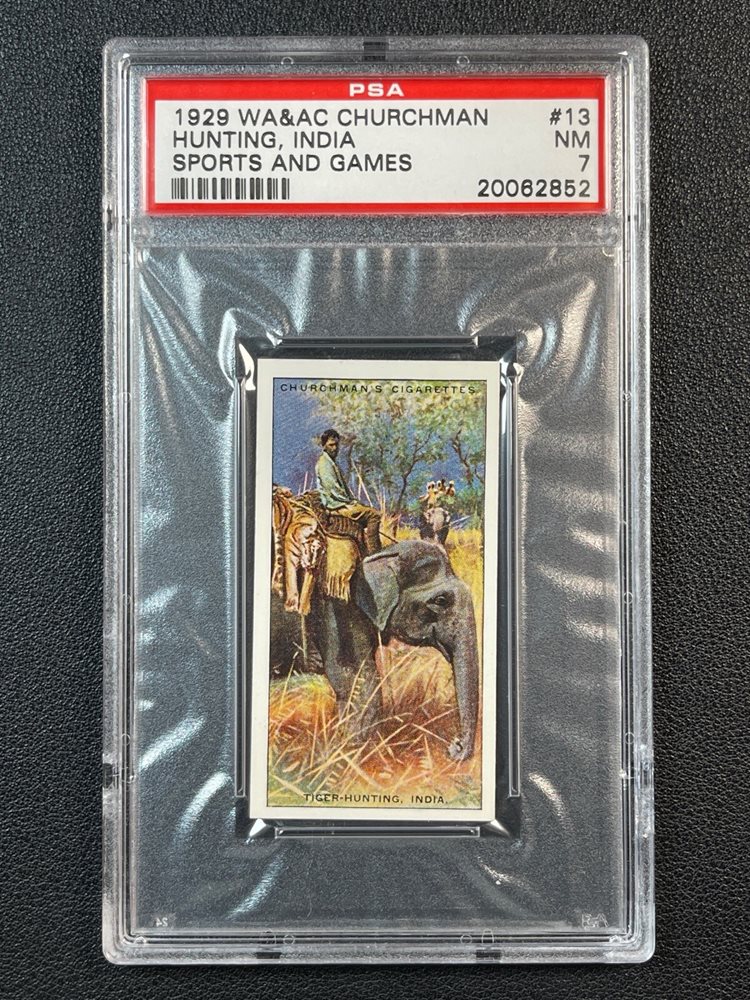 PSA
1929 WA&AC CHURCHMAN #13
HUNTING, INDIA NM
SPORTS AND GAMES 7
20062852
CHURCHMAN'S CIGARETTES
TIGER-HUNTING, INDIA.